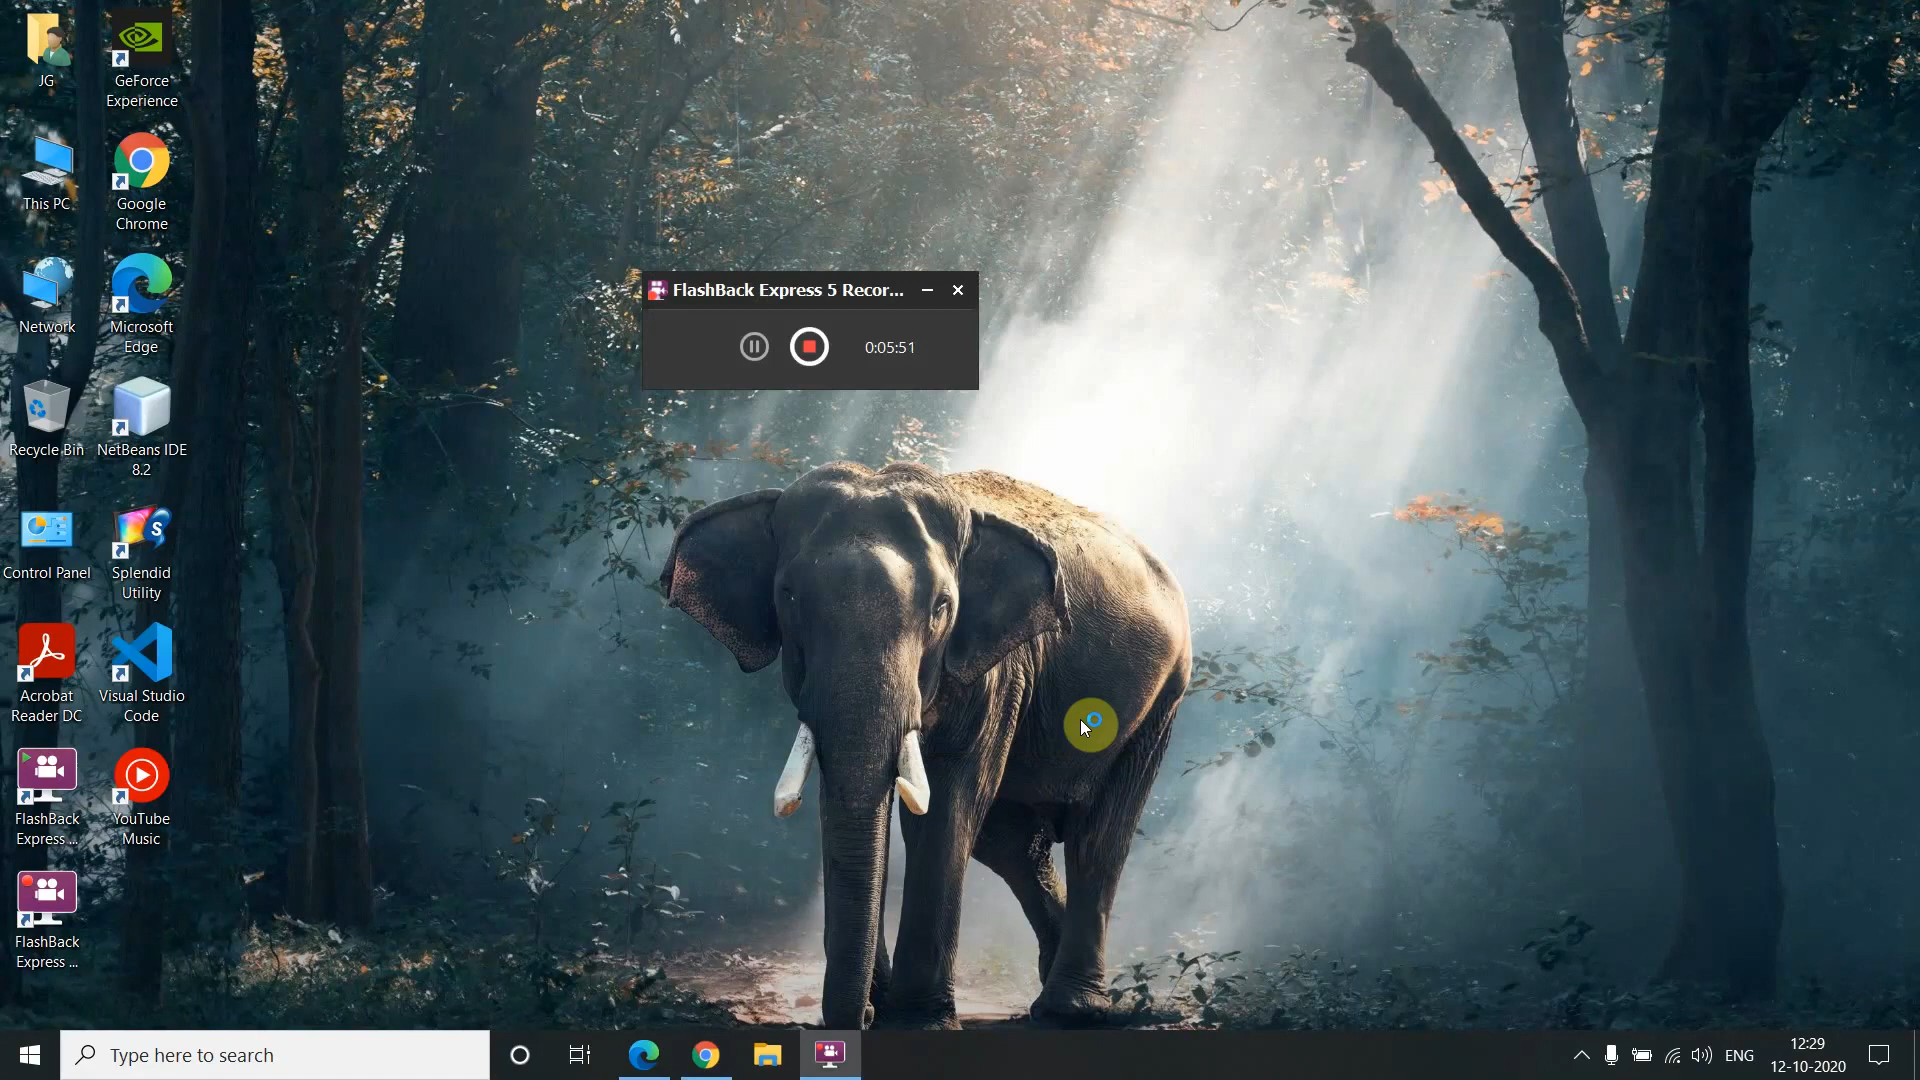 JG
GeForce
Experience
This PC
Google
Chrome
Network
Microsoft
Edge
Recycle Bin
NetBeans IDE
8.2
Control Panel
Splendid
Utility
Acrobat
Reader DC
Visual Studio
Code
FlashBack
Express ...
YouTube
Music
FlashBack
Express ...
FlashBack Express 5 Recor...
0:05:51
Type here to search
ENG
12:29
12-10-2020